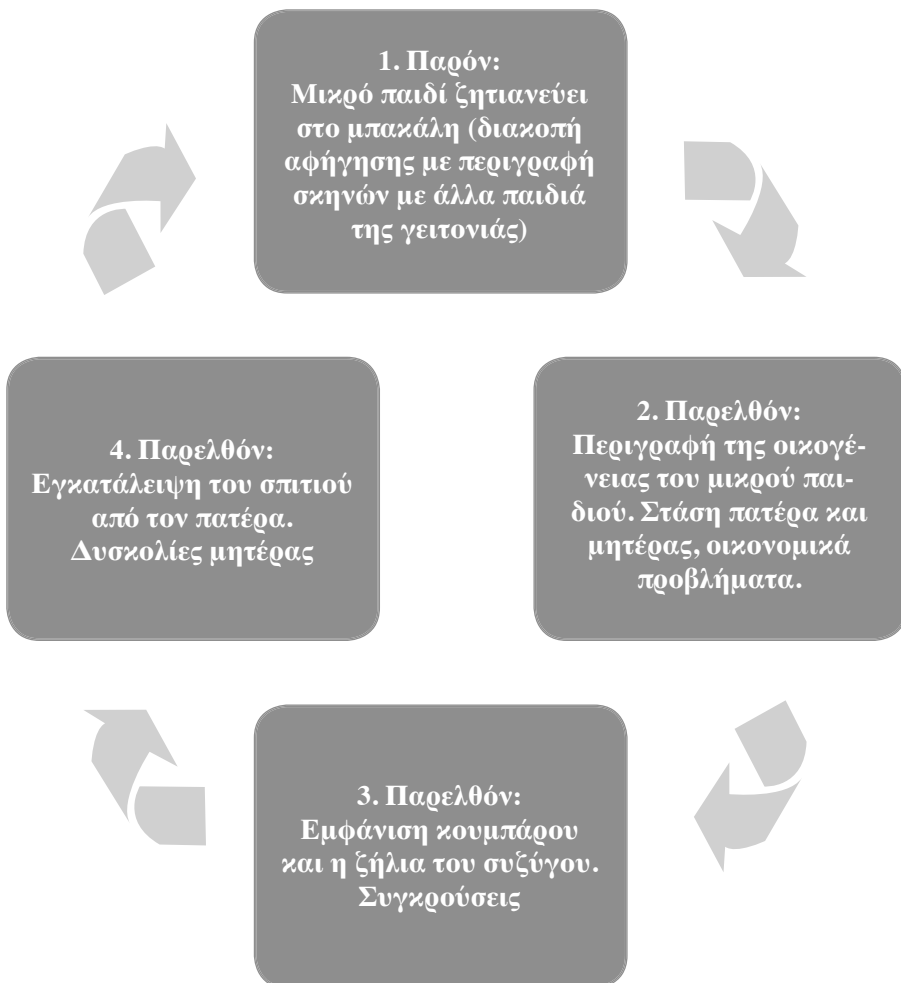 1. Παρόν:
Μικρό παιδί ζητιανεύει
στο μπακάλη (διακοπή
αφήγησης με περιγραφή
σκηνών με άλλα παιδιά
της γειτονιάς)
2. Παρελθόν:
Περιγραφή της οικογέ-
νειας του μικρού παι-
διού. Στάση πατέρα και
μητέρας, οικονομικά
προβλήματα.
3. Παρελθόν:
Εμφάνιση κουμπάρου
και η ζήλια του συζύγου.
Συγκρούσεις
4. Παρελθόν:
Εγκατάλειψη του σπιτιού
από τον πατέρα.
Δυσκολίες μητέρας